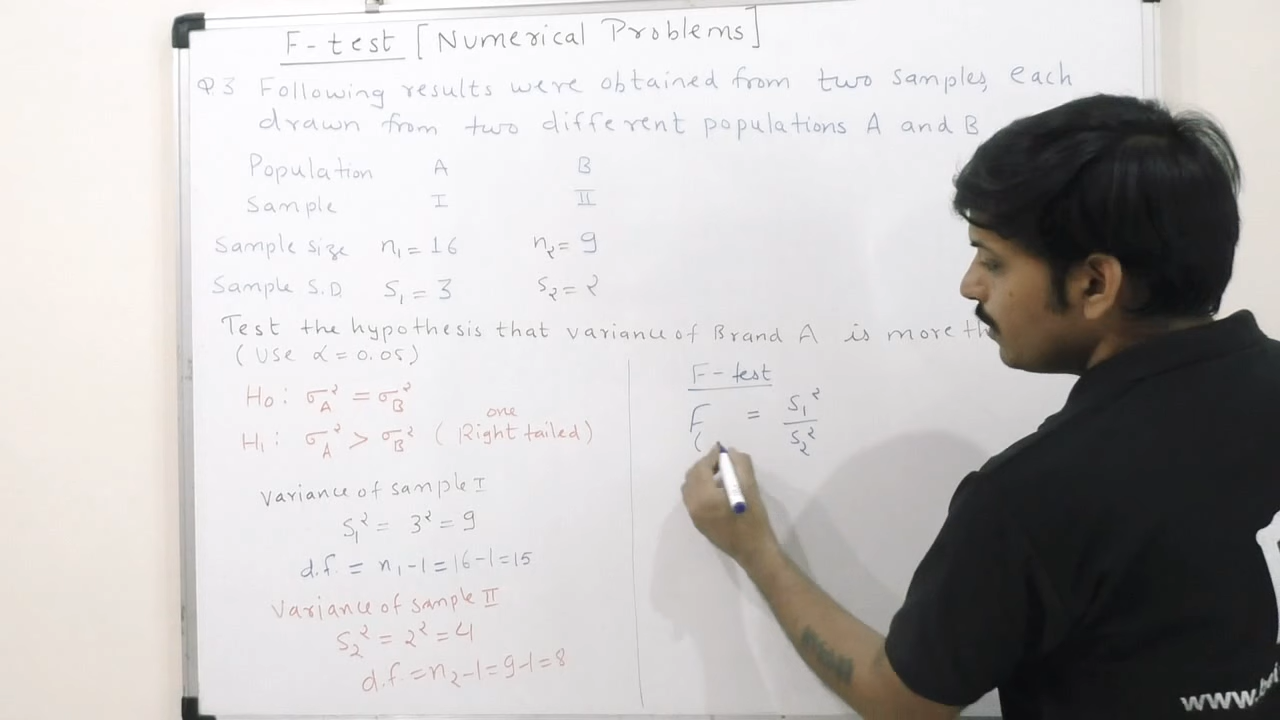 F-test [Numerical Problems]
Q.3 Following results were obtained from two samples, each
drawn from two different populations A and B
Population A B
Sample I II
Sample size n₁ = 16 n₂ = 9
Sample S.D. S₁ = 3 S₂ = 2
Test the hypothesis that variance of Brand A is more
(Use α = 0.05)
H₀: σ_A² = σ_B²
one
H₁: σ_A² > σ_B² (Right tailed)
Variance of sample I
S₁² = 3² = 9
d.f. = n₁-1 = 16-1 = 15
Variance of sample II
S₂² = 2² = 4
d.f. = n₂-1 = 9-1 = 8
F-test
F = S₁²/S₂²
(
www.be